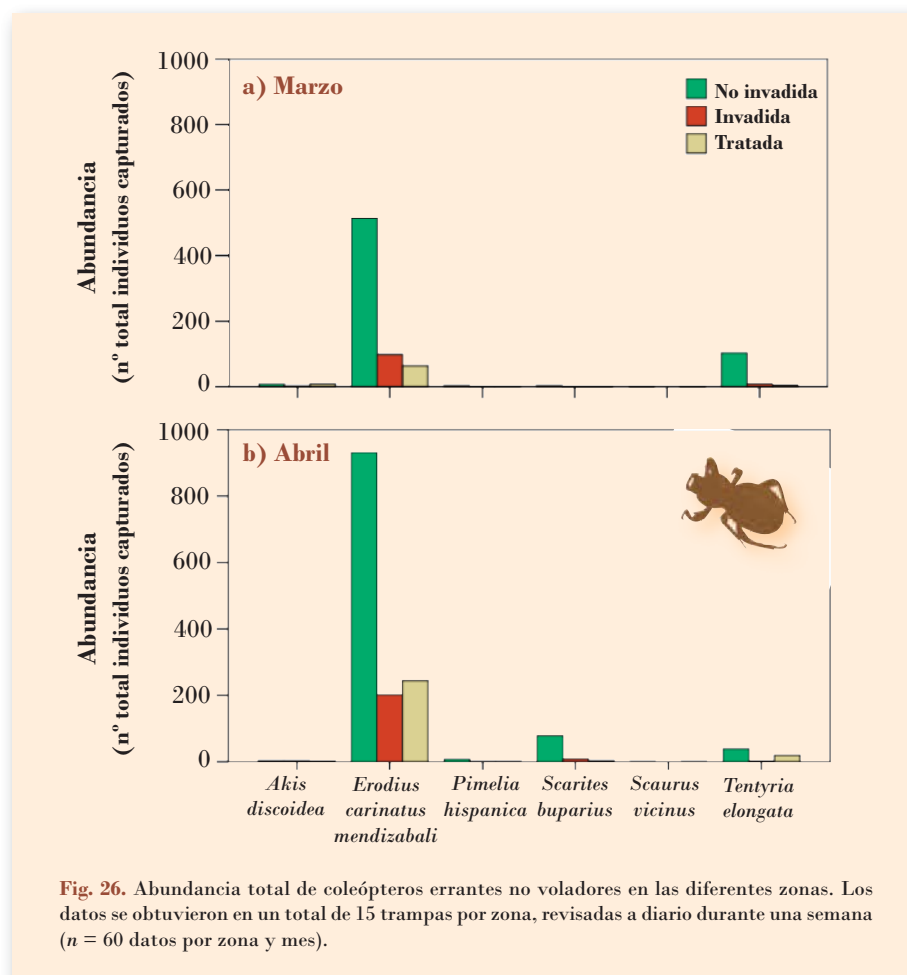 1000
a) Marzo
No invadida
Invadida
Tratada
800
600
400
200
0
Abundancia
(nº total individuos capturados)
1000
b) Abril
800
600
400
200
0
Abundancia
(nº total individuos capturados)
Akis
discoidea
Erodius
carinatus
mendizabali
Pimelia
hispanica
Scarites
buparius
Scaurus
vicinus
Tentyria
elongata
Fig. 26. Abundancia total de coleópteros errantes no voladores en las diferentes zonas. Los
datos se obtuvieron en un total de 15 trampas por zona, revisadas a diario durante una semana
(n = 60 datos por zona y mes).